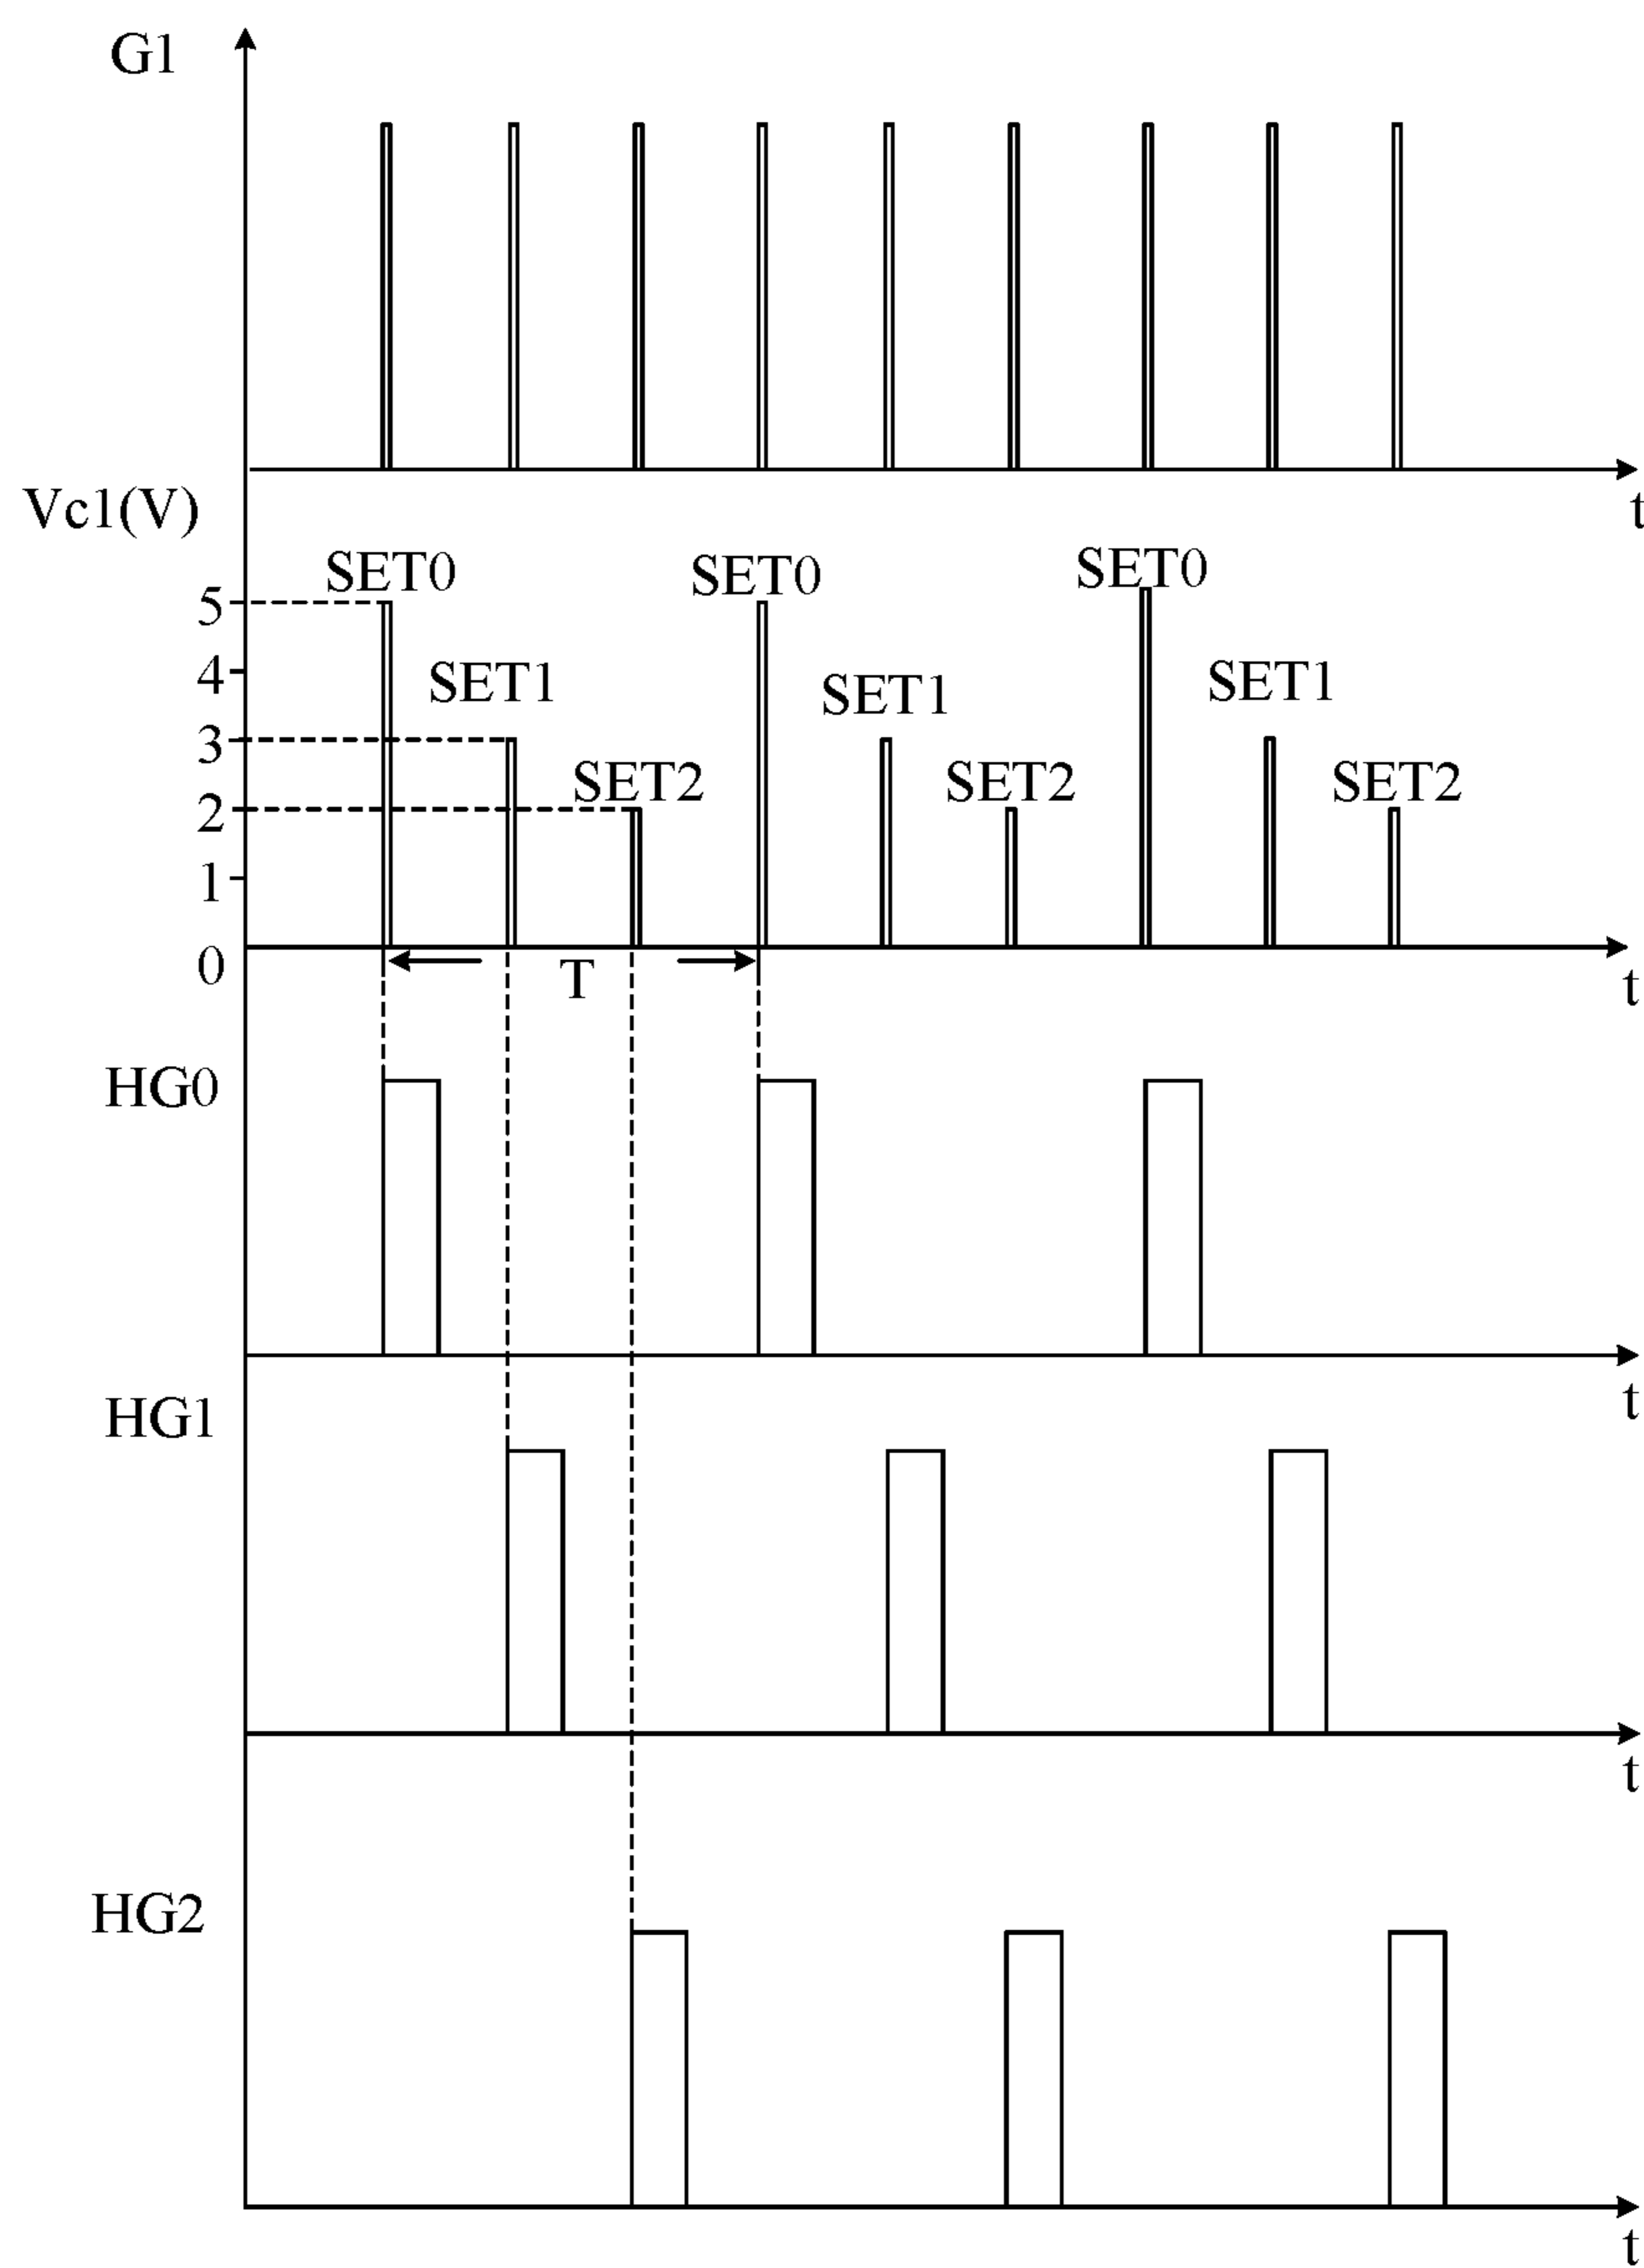 G1
t
Vc1(V)
SET0 SET0 SET0
5
4 SET1 SET1 SET1
3
SET2 SET2 SET2
2
1
0
T
t
HG0
t
HG1
t
HG2
t